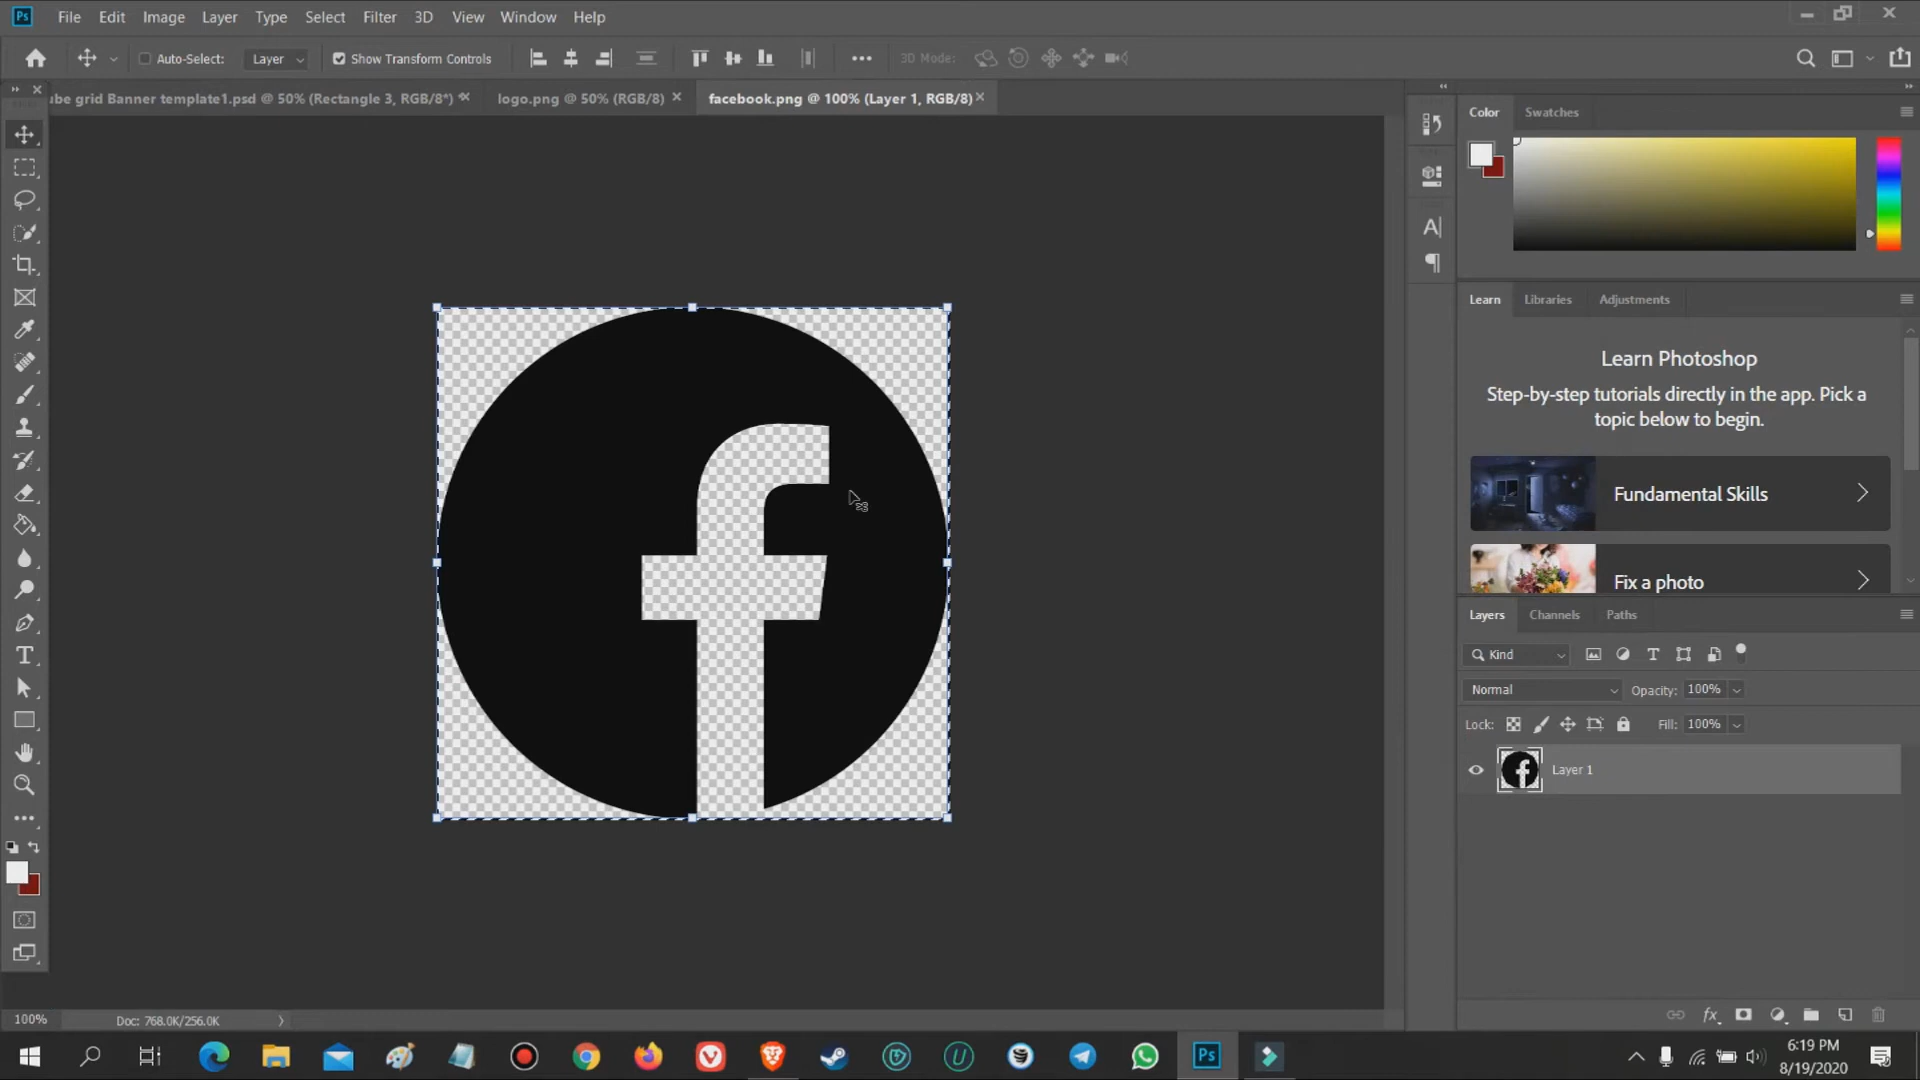 Ps File Edit Image Layer Type Select Filter 3D View Window Help
Auto-Select: Layer Show Transform Controls 3D Mode:
ube grid Banner template1.psd @ 50% (Rectangle 3, RGB/8*) logo.png @ 50% (RGB/8) facebook.png @ 100% (Layer 1, RGB/8)
Color Swatches
Learn Libraries Adjustments
Learn Photoshop
Step-by-step tutorials directly in the app. Pick a
topic below to begin.
Fundamental Skills
Fix a photo
Layers Channels Paths
Kind
Normal Opacity: 100%
Lock: Fill: 100%
Layer 1
100% Doc: 768.0K/256.0K
Ps
6:19 PM
8/19/2020